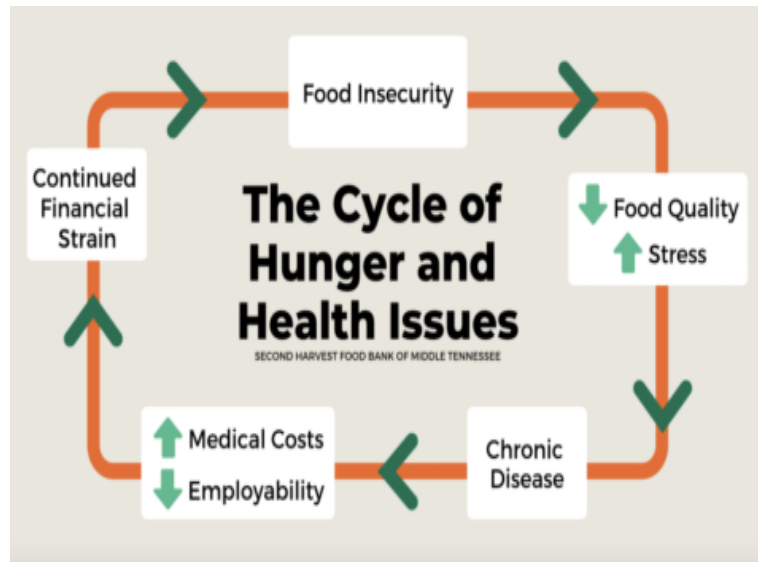 Food Insecurity
Food Quality
Stress
Chronic
Disease
Medical Costs
Employability
Continued
Financial
Strain
The Cycle of
Hunger and
Health Issues
SECOND HARVEST FOOD BANK OF MIDDLE TENNESSEE